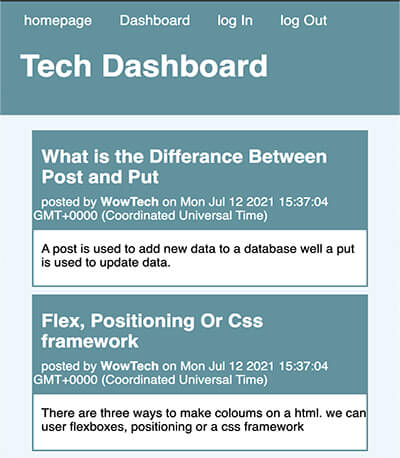 homepage Dashboard log In log Out
Tech Dashboard
What is the Differance Between
Post and Put
posted by WowTech on Mon Jul 12 2021 15:37:04
GMT+0000 (Coordinated Universal Time)
A post is used to add new data to a database well a put
is used to update data.
Flex, Positioning Or Css
framework
posted by WowTech on Mon Jul 12 2021 15:37:04
GMT+0000 (Coordinated Universal Time)
There are three ways to make coloums on a html. we can
user flexboxes, positioning or a css framework